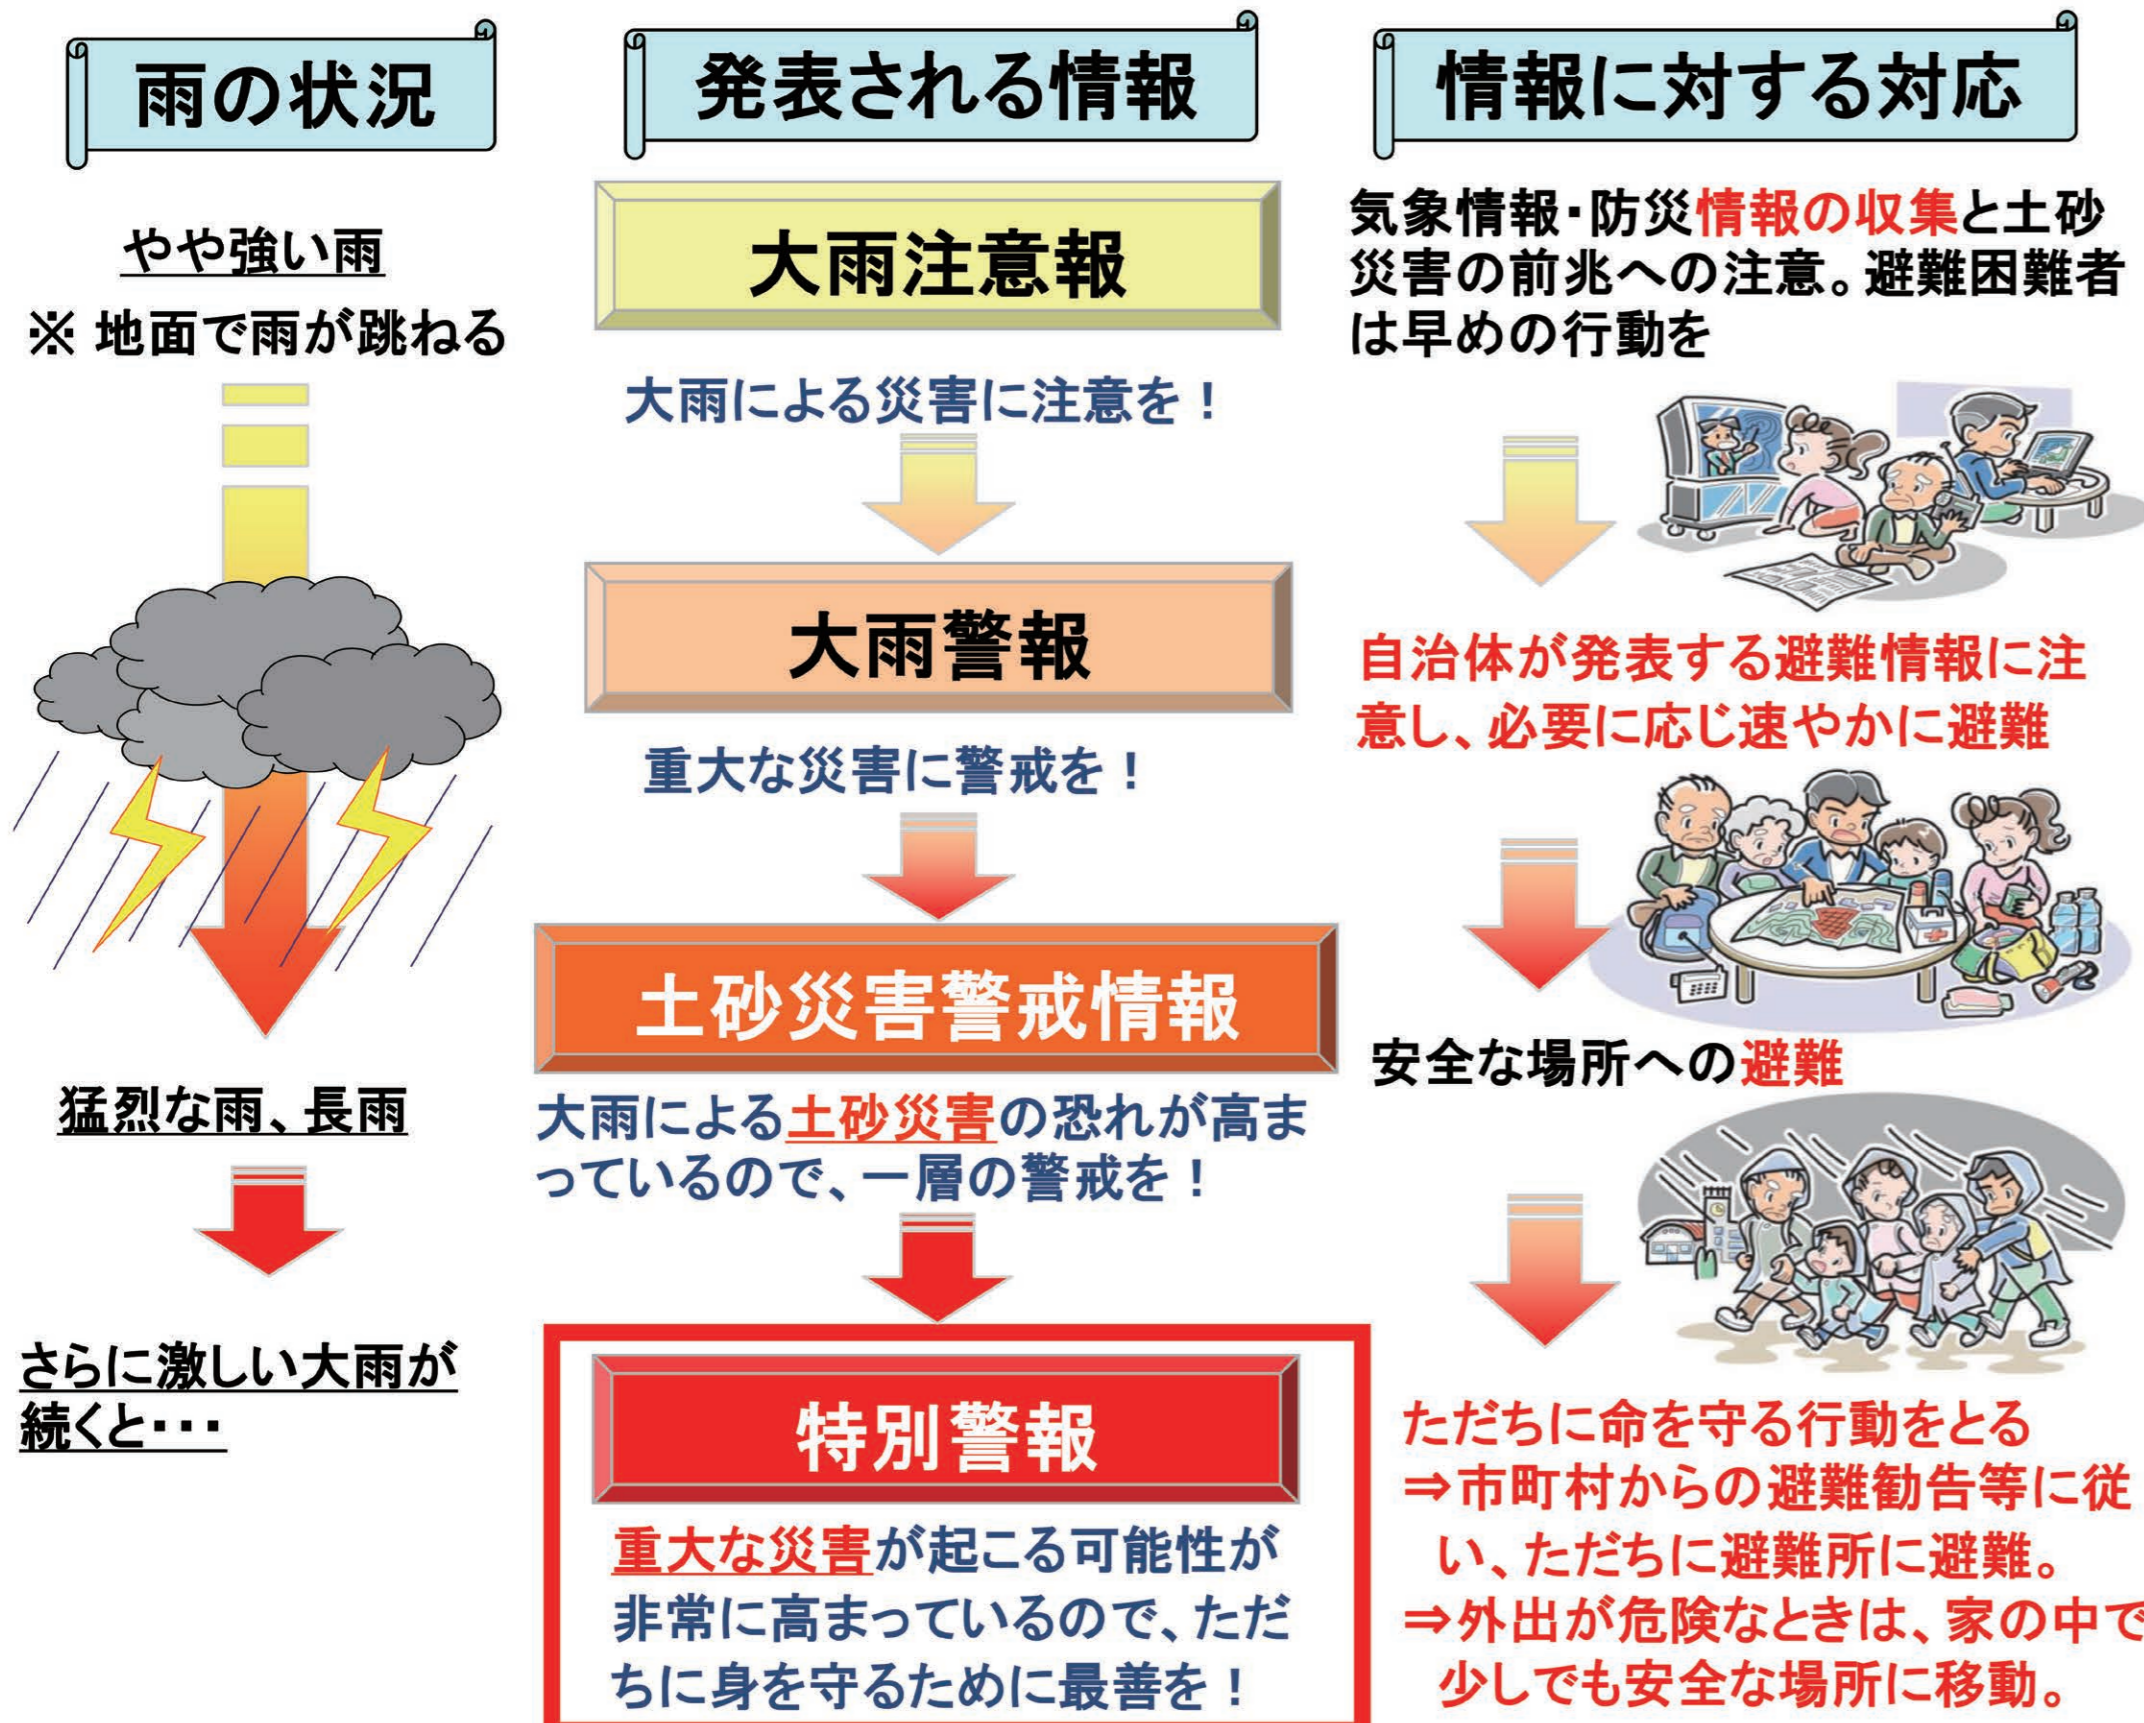 雨の状況
やや強い雨
※ 地面で雨が跳ねる
猛烈な雨、長雨
さらに激しい大雨が
続くと・・・
発表される情報
大雨注意報
大雨による災害に注意を！
大雨警報
重大な災害に警戒を！
土砂災害警戒情報
大雨による土砂災害の恐れが高ま
っているので、一層の警戒を！
特別警報
重大な災害が起こる可能性が
非常に高まっているので、ただ
ちに身を守るために最善を！
情報に対する対応
気象情報・防災情報の収集と土砂
災害の前兆への注意。避難困難者
は早めの行動を
自治体が発表する避難情報に注
意し、必要に応じ速やかに避難
安全な場所への避難
ただちに命を守る行動をとる
⇒市町村からの避難勧告等に従
い、ただちに避難所に避難。
⇒外出が危険なときは、家の中で
少しでも安全な場所に移動。